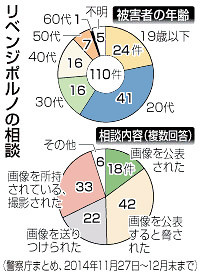 リベンジポルノの相談
被害者の年齢
60代
不明
50代
1
5
19歳以下
7
24件
40代
16
110件
16
41
30代
20代
相談内容(複数回答)
その他
画像を公表
された
6
18件
画像を所持
されている、
撮影された
33
42
22
画像を送り
つけられた
画像を公表
すると脅さ
れた
(警察庁まとめ、2014年11月27日〜12月末まで)